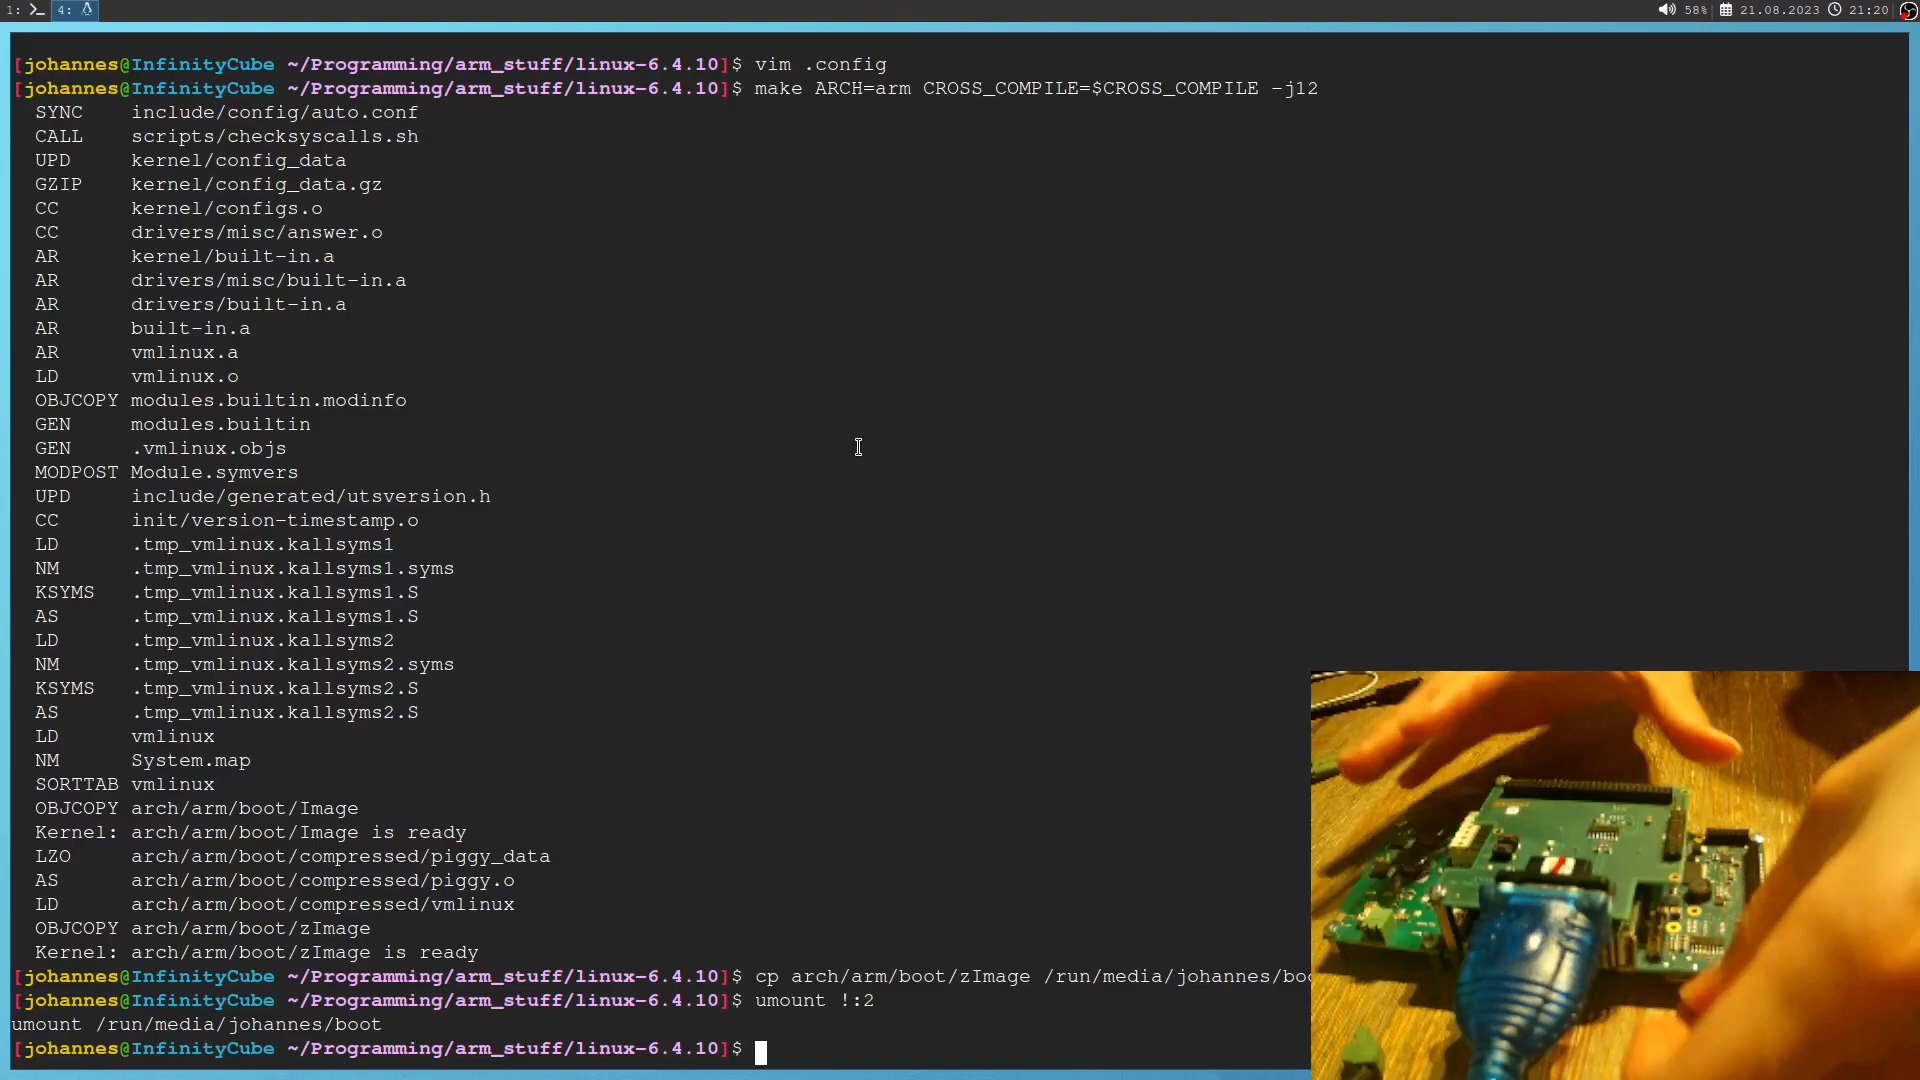 1: 4: 58% 21.08.2023 21:20
[johannes@InfinityCube ~/Programming/arm_stuff/linux-6.4.10]$ vim .config
[johannes@InfinityCube ~/Programming/arm_stuff/linux-6.4.10]$ make ARCH=arm CROSS_COMPILE=$CROSS_COMPILE -j12
SYNC include/config/auto.conf
CALL scripts/checksyscalls.sh
UPD kernel/config_data
GZIP kernel/config_data.gz
CC kernel/configs.o
CC drivers/misc/answer.o
AR kernel/built-in.a
AR drivers/misc/built-in.a
AR drivers/built-in.a
AR built-in.a
AR vmlinux.a
LD vmlinux.o
OBJCOPY modules.builtin.modinfo
GEN modules.builtin
GEN .vmlinux.objs
MODPOST Module.symvers
UPD include/generated/utsversion.h
CC init/version-timestamp.o
LD .tmp_vmlinux.kallsyms1
NM .tmp_vmlinux.kallsyms1.syms
KSYMS .tmp_vmlinux.kallsyms1.S
AS .tmp_vmlinux.kallsyms1.S
LD .tmp_vmlinux.kallsyms2
NM .tmp_vmlinux.kallsyms2.syms
KSYMS .tmp_vmlinux.kallsyms2.S
AS .tmp_vmlinux.kallsyms2.S
LD vmlinux
NM System.map
SORTTAB vmlinux
OBJCOPY arch/arm/boot/Image
Kernel: arch/arm/boot/Image is ready
LZO arch/arm/boot/compressed/piggy_data
AS arch/arm/boot/compressed/piggy.o
LD arch/arm/boot/compressed/vmlinux
OBJCOPY arch/arm/boot/zImage
Kernel: arch/arm/boot/zImage is ready
[johannes@InfinityCube ~/Programming/arm_stuff/linux-6.4.10]$ cp arch/arm/boot/zImage /run/media/johannes/boo
[johannes@InfinityCube ~/Programming/arm_stuff/linux-6.4.10]$ umount !:2
umount /run/media/johannes/boot
[johannes@InfinityCube ~/Programming/arm_stuff/linux-6.4.10]$